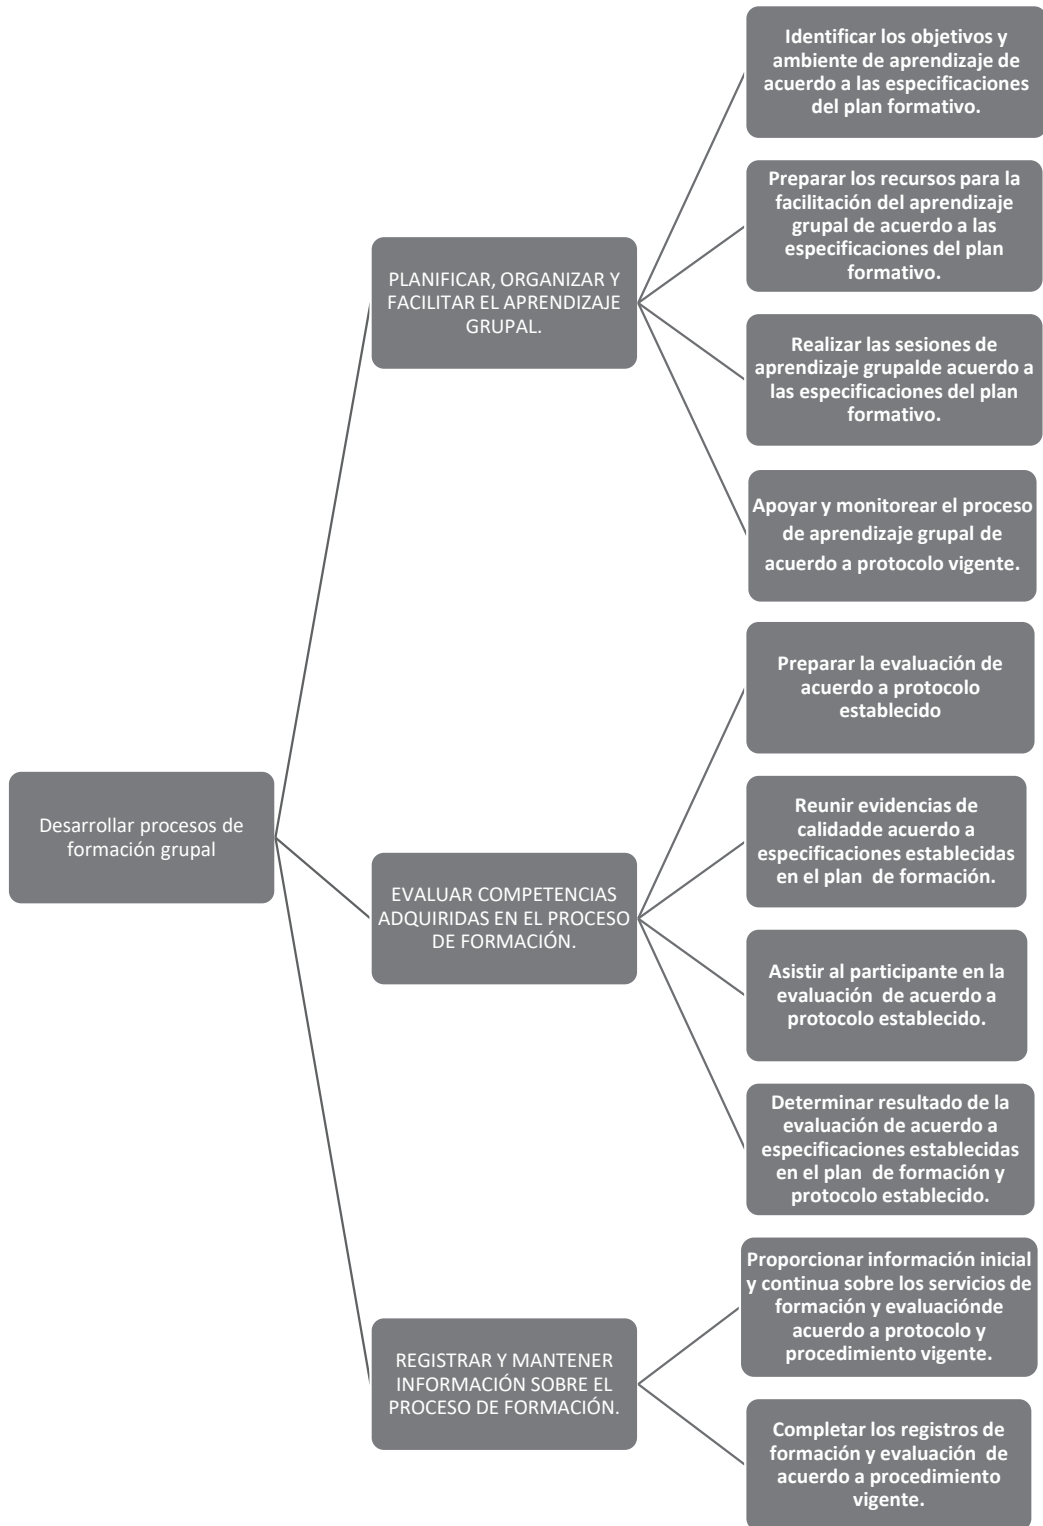 Desarrollar procesos de
formación grupal
PLANIFICAR, ORGANIZAR Y
FACILITAR EL APRENDIZAJE
GRUPAL.
Identificar los objetivos y
ambiente de aprendizaje de
acuerdo a las especificaciones
del plan formativo.
Preparar los recursos para la
facilitación del aprendizaje
grupal de acuerdo a las
especificaciones del plan
formativo.
Realizar las sesiones de
aprendizaje grupalde acuerdo a
las especificaciones del plan
formativo.
Apoyar y monitorear el proceso
de aprendizaje grupal de
acuerdo a protocolo vigente.
EVALUAR COMPETENCIAS
ADQUIRIDAS EN EL PROCESO
DE FORMACIÓN.
Preparar la evaluación de
acuerdo a protocolo
establecido
Reunir evidencias de
calidadde acuerdo a
especificaciones establecidas
en el plan de formación.
Asistir al participante en la
evaluación de acuerdo a
protocolo establecido.
Determinar resultado de la
evaluación de acuerdo a
especificaciones establecidas
en el plan de formación y
protocolo establecido.
REGISTRAR Y MANTENER
INFORMACIÓN SOBRE EL
PROCESO DE FORMACIÓN.
Proporcionar información inicial
y continua sobre los servicios de
formación y evaluaciónde
acuerdo a protocolo y
procedimiento vigente.
Completar los registros de
formación y evaluación de
acuerdo a procedimiento
vigente.